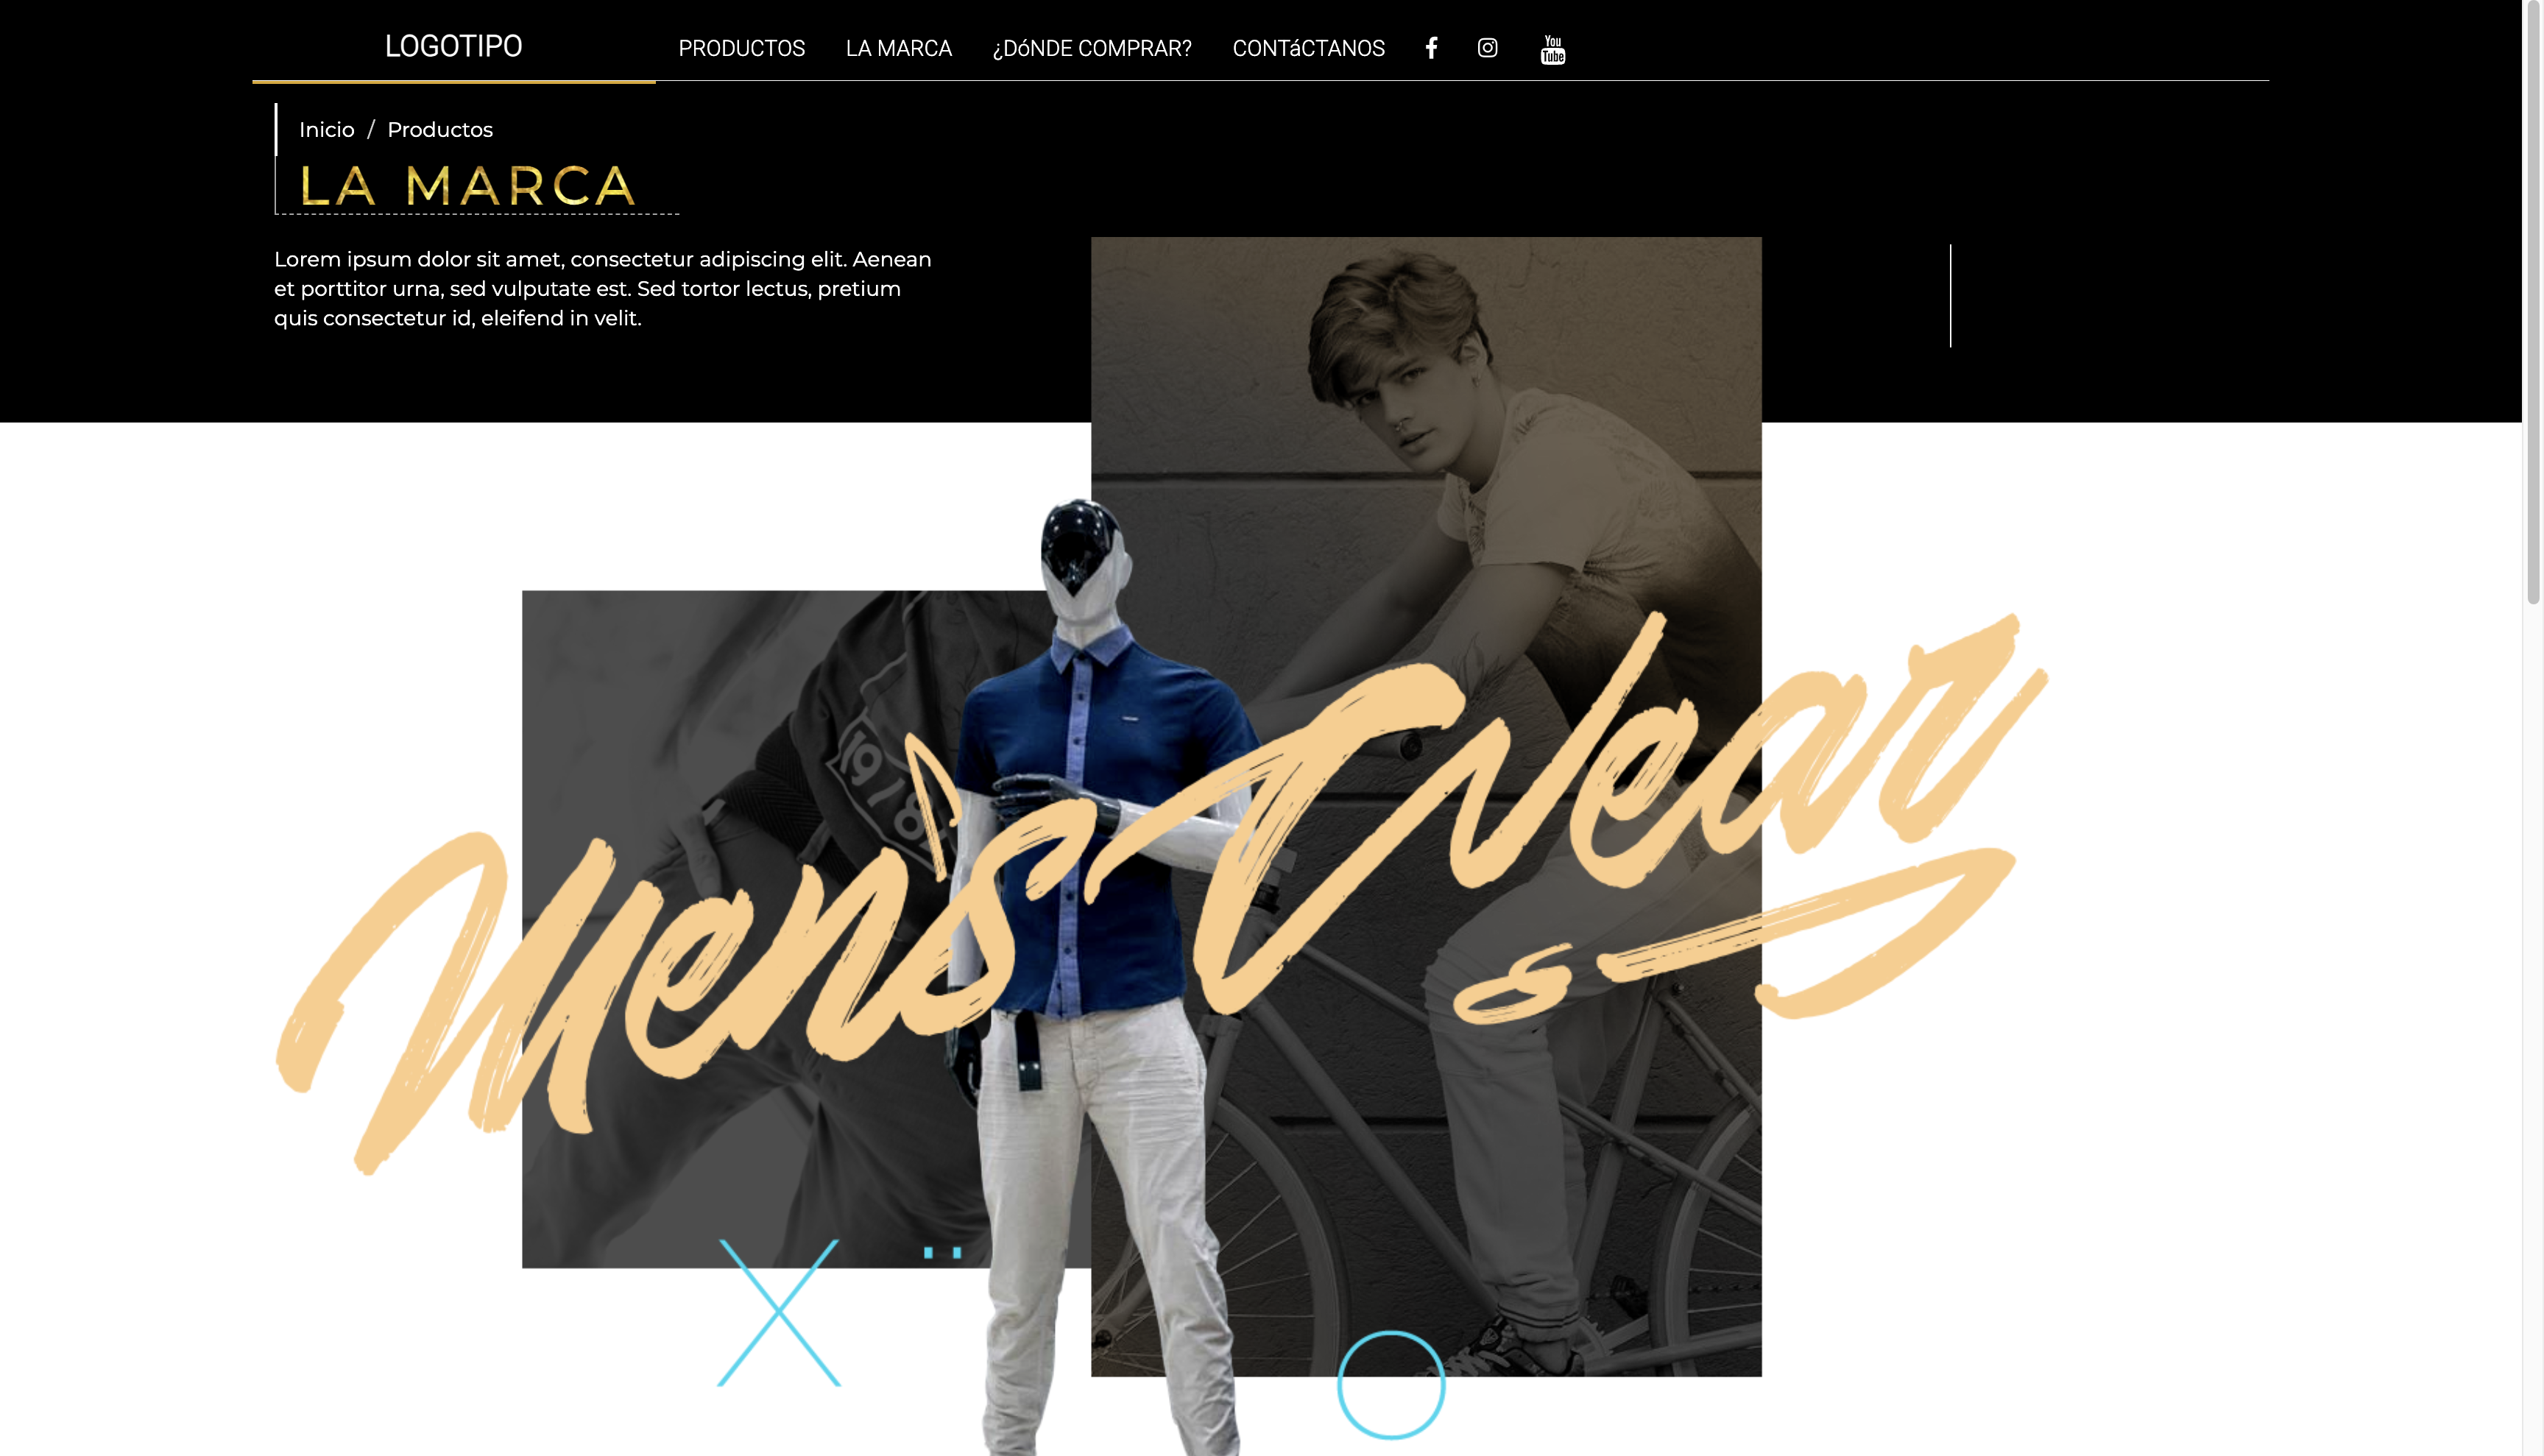 LOGOTIPO
PRODUCTOS
LA MARCA
¿DóNDE COMPRAR?
CONTáCTANOS
You
Tube
Inicio / Productos
LA MARCA
Lorem ipsum dolor sit amet, consectetur adipiscing elit. Aenean
et porttitor urna, sed vulputate est. Sed tortor lectus, pretium
quis consectetur id, eleifend in velit.
Men's Wear